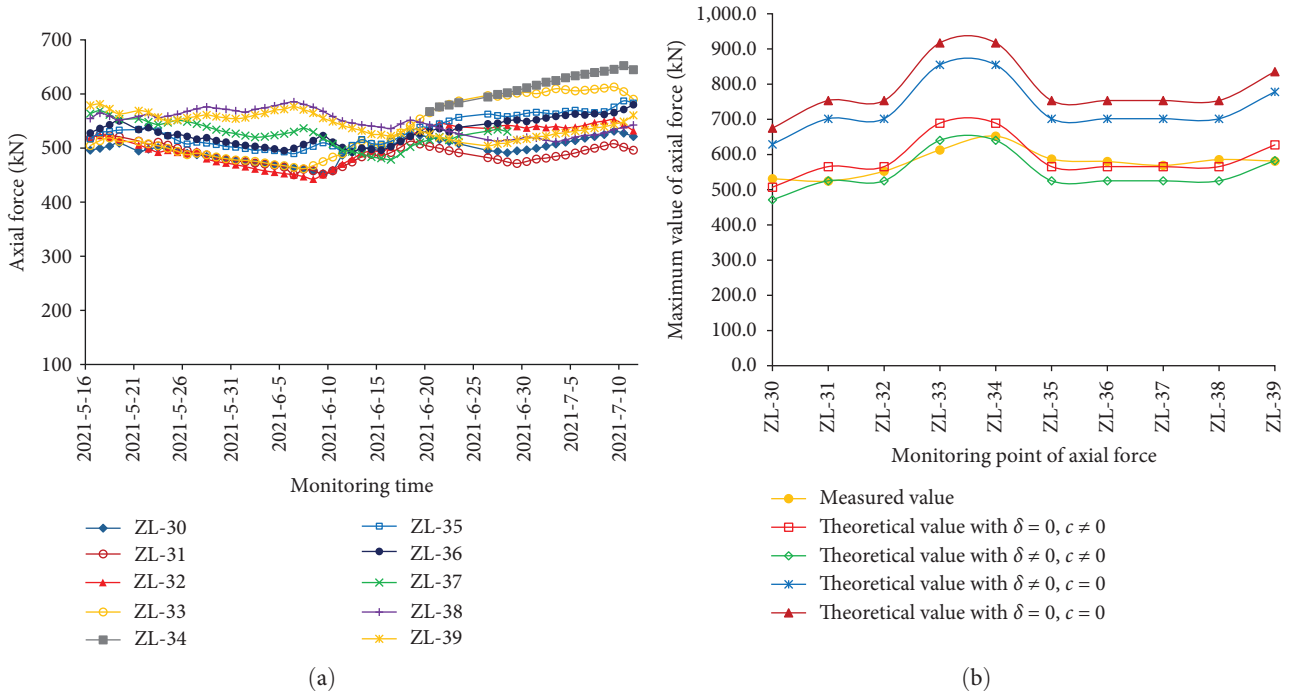 700
600
500
400
300
200
100
Axial force (kN)
2021-5-16
2021-5-21
2021-5-26
2021-5-31
2021-6-5
2021-6-10
2021-6-15
2021-6-20
2021-6-25
2021-6-30
2021-7-5
2021-7-10
Monitoring time
ZL-30
ZL-31
ZL-32
ZL-33
ZL-34
ZL-35
ZL-36
ZL-37
ZL-38
ZL-39
(a)
1,000.0
900.0
800.0
700.0
600.0
500.0
400.0
300.0
200.0
100.0
0.0
Maximum value of axial force (kN)
ZL-30
ZL-31
ZL-32
ZL-33
ZL-34
ZL-35
ZL-36
ZL-37
ZL-38
ZL-39
Monitoring point of axial force
Measured value
Theoretical value with δ = 0, c ≠ 0
Theoretical value with δ ≠ 0, c ≠ 0
Theoretical value with δ ≠ 0, c = 0
Theoretical value with δ = 0, c = 0
(b)